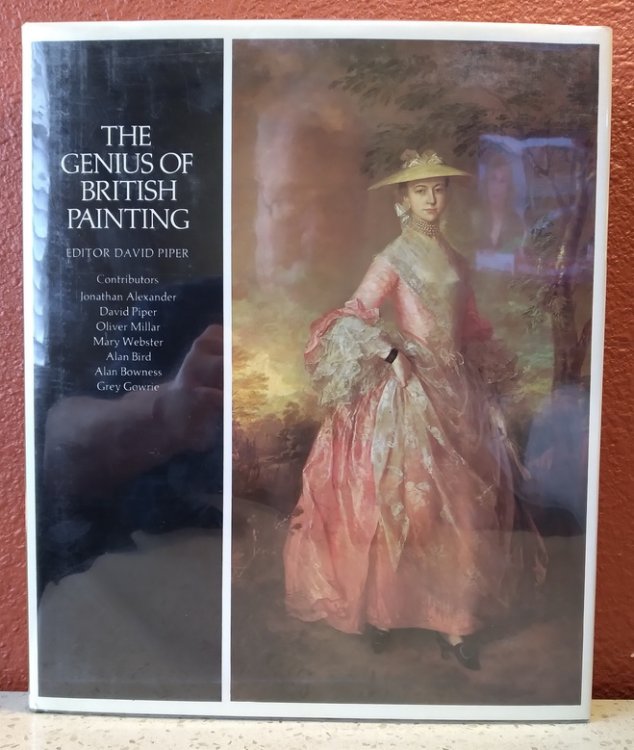 THE
GENIUS OF
BRITISH
PAINTING
EDITOR DAVID PIPER
Contributors
Jonathan Alexander
David Piper
Oliver Millar
Mary Webster
Alan Bird
Alan Bowness
Grey Gowrie